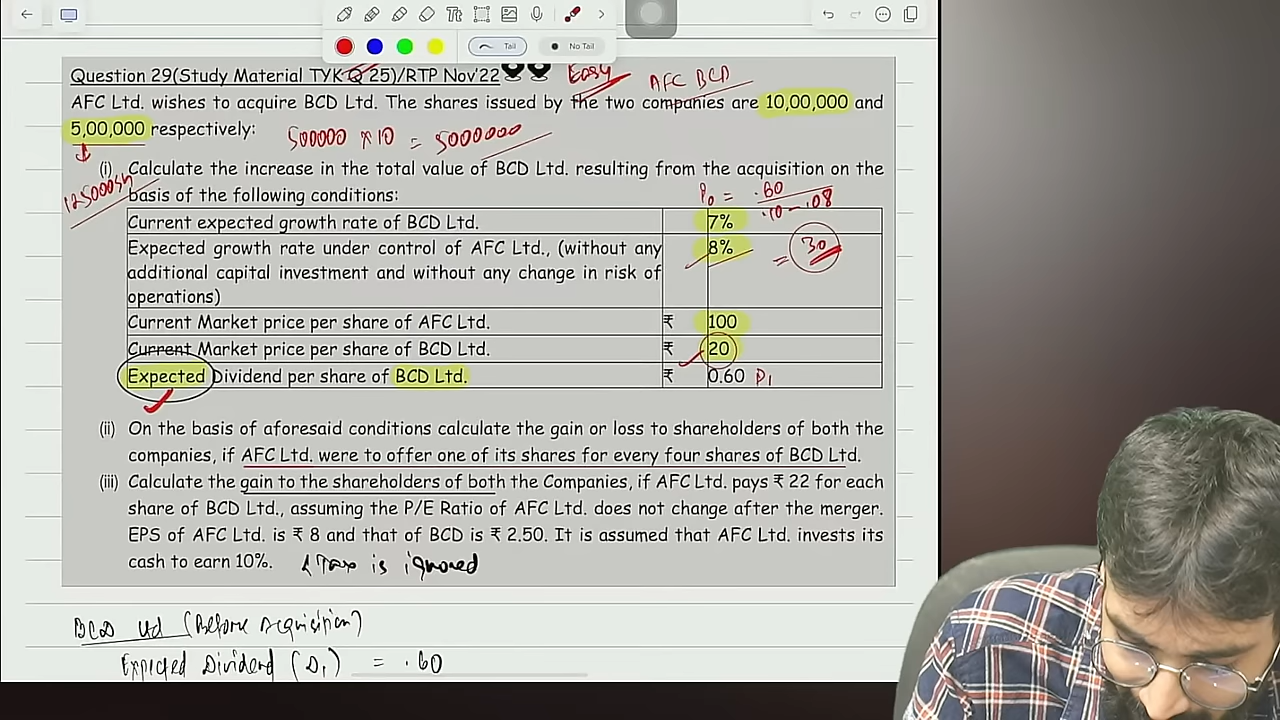 Tt
Tail
No Tail
Question 29(Study Material TYK Q 25)/RTP Nov'22 Easy AFC BCD
AFC Ltd. wishes to acquire BCD Ltd. The shares issued by the two companies are 10,00,000 and
5,00,000 respectively: 500000 × 10 = 5000000
(i) Calculate the increase in the total value of BCD Ltd. resulting from the acquisition on the
basis of the following conditions: P₀ = .60
.10 - .08
Current expected growth rate of BCD Ltd. 7%
Expected growth rate under control of AFC Ltd., (without any 8% = 30
additional capital investment and without any change in risk of
operations)
Current Market price per share of AFC Ltd. ₹ 100
Current Market price per share of BCD Ltd. ₹ 20
Expected Dividend per share of BCD Ltd. ₹ 0.60 D₁
(ii) On the basis of aforesaid conditions calculate the gain or loss to shareholders of both the
companies, if AFC Ltd. were to offer one of its shares for every four shares of BCD Ltd.
(iii) Calculate the gain to the shareholders of both the Companies, if AFC Ltd. pays ₹ 22 for each
share of BCD Ltd., assuming the P/E Ratio of AFC Ltd. does not change after the merger.
EPS of AFC Ltd. is ₹ 8 and that of BCD is ₹ 2.50. It is assumed that AFC Ltd. invests its
cash to earn 10%. & Tax is ignored
BCD Ltd (Before Acquisition)
Expected Dividend (D₁) = .60